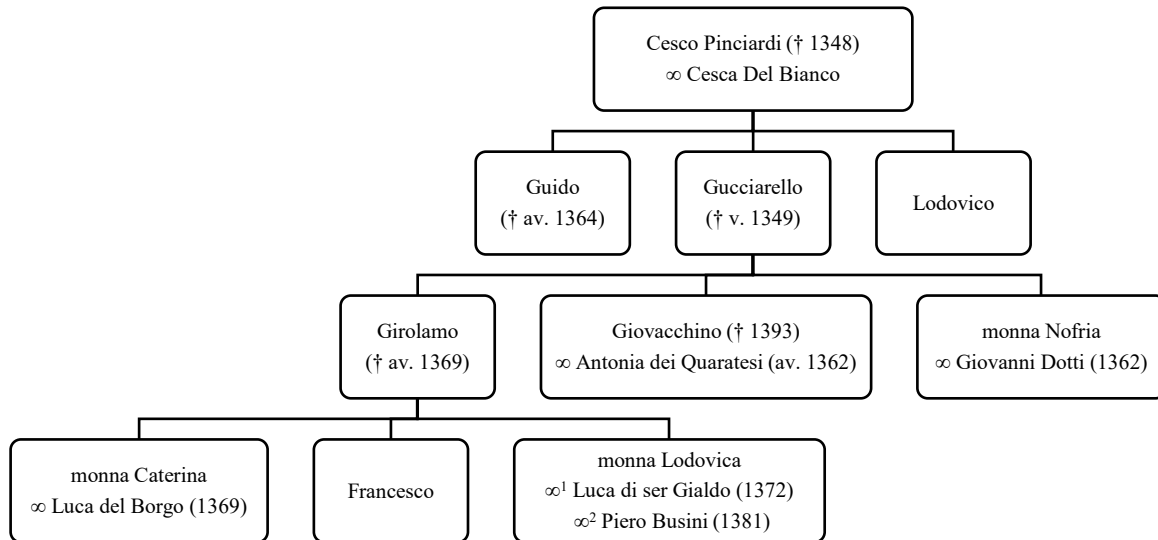 Cesco Pinciardi († 1348)
∞ Cesca Del Bianco
Guido
(† av. 1364)
Gucciarello
(† v. 1349)
Lodovico
Girolamo
(† av. 1369)
Giovacchino († 1393)
∞ Antonia dei Quaratesi (av. 1362)
monna Nofria
∞ Giovanni Dotti (1362)
monna Caterina
∞ Luca del Borgo (1369)
Francesco
monna Lodovica
∞¹ Luca di ser Gialdo (1372)
∞² Piero Busini (1381)